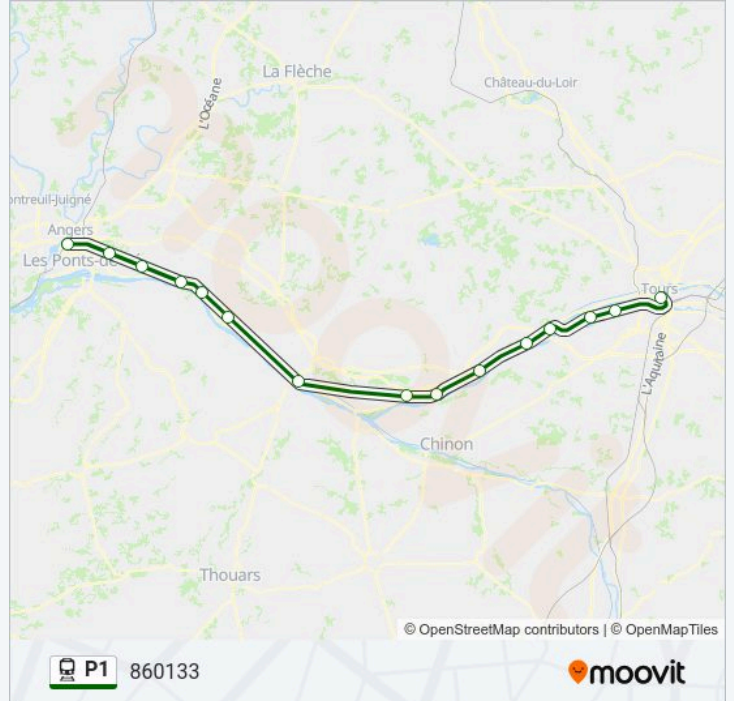 La Flèche
Château-du-Loir
L'Océane
ontreuil-Juigné
Angers
Les Ponts-de
Tours
L'Aquitaine
Chinon
Thouars
moovit
© OpenStreetMap contributors | © OpenMapTiles
P1 860133
moovit